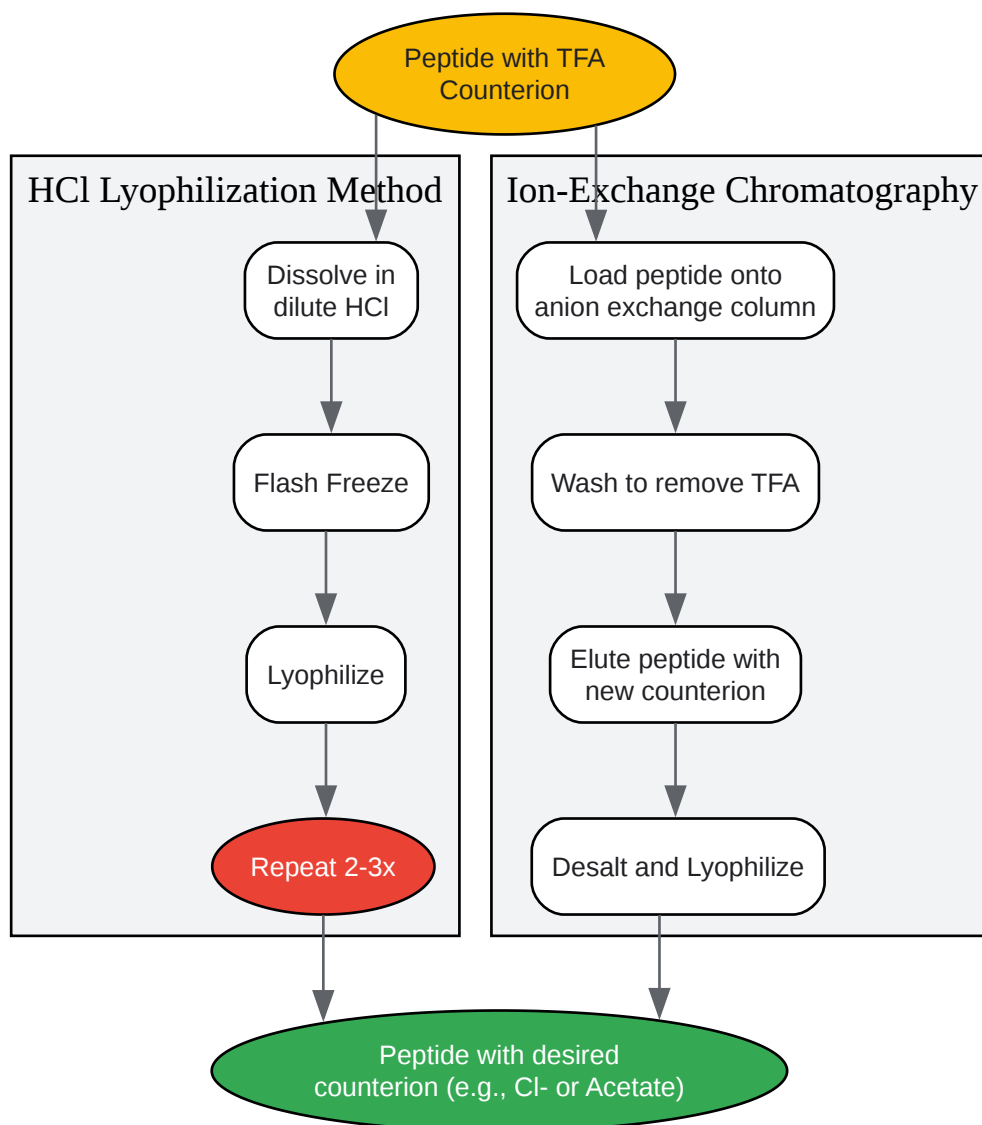 Peptide with TFA
Counterion
HCl Lyophilization Method
Dissolve in
dilute HCl
Flash Freeze
Lyophilize
Repeat 2-3x
Ion-Exchange Chromatography
Load peptide onto
anion exchange column
Wash to remove TFA
Elute peptide with
new counterion
Desalt and Lyophilize
Peptide with desired
counterion (e.g., Cl- or Acetate)